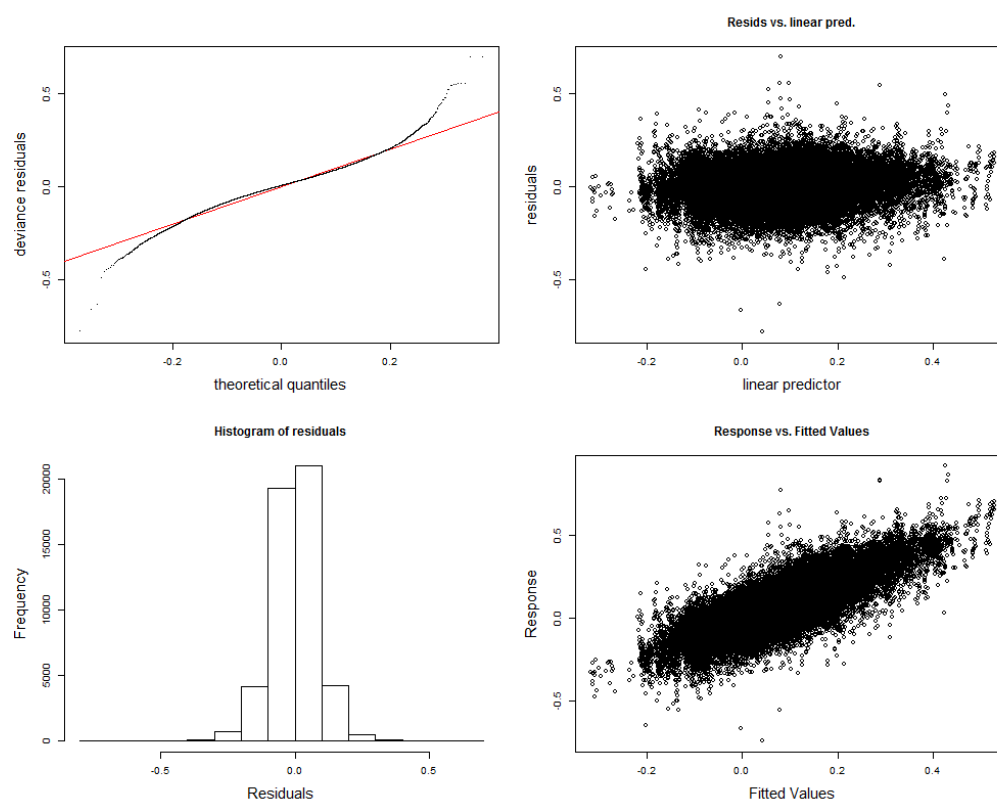 deviance residuals
0.5
0.0
-0.5
-0.2
0.0
0.2
theoretical quantiles
Resids vs. linear pred.
residuals
0.5
0.0
-0.5
-0.2
0.0
0.2
0.4
linear predictor
Histogram of residuals
Frequency
20000
15000
10000
5000
0
-0.5
0.0
0.5
Residuals
Response vs. Fitted Values
Response
0.5
0.0
-0.5
-0.2
0.0
0.2
0.4
Fitted Values